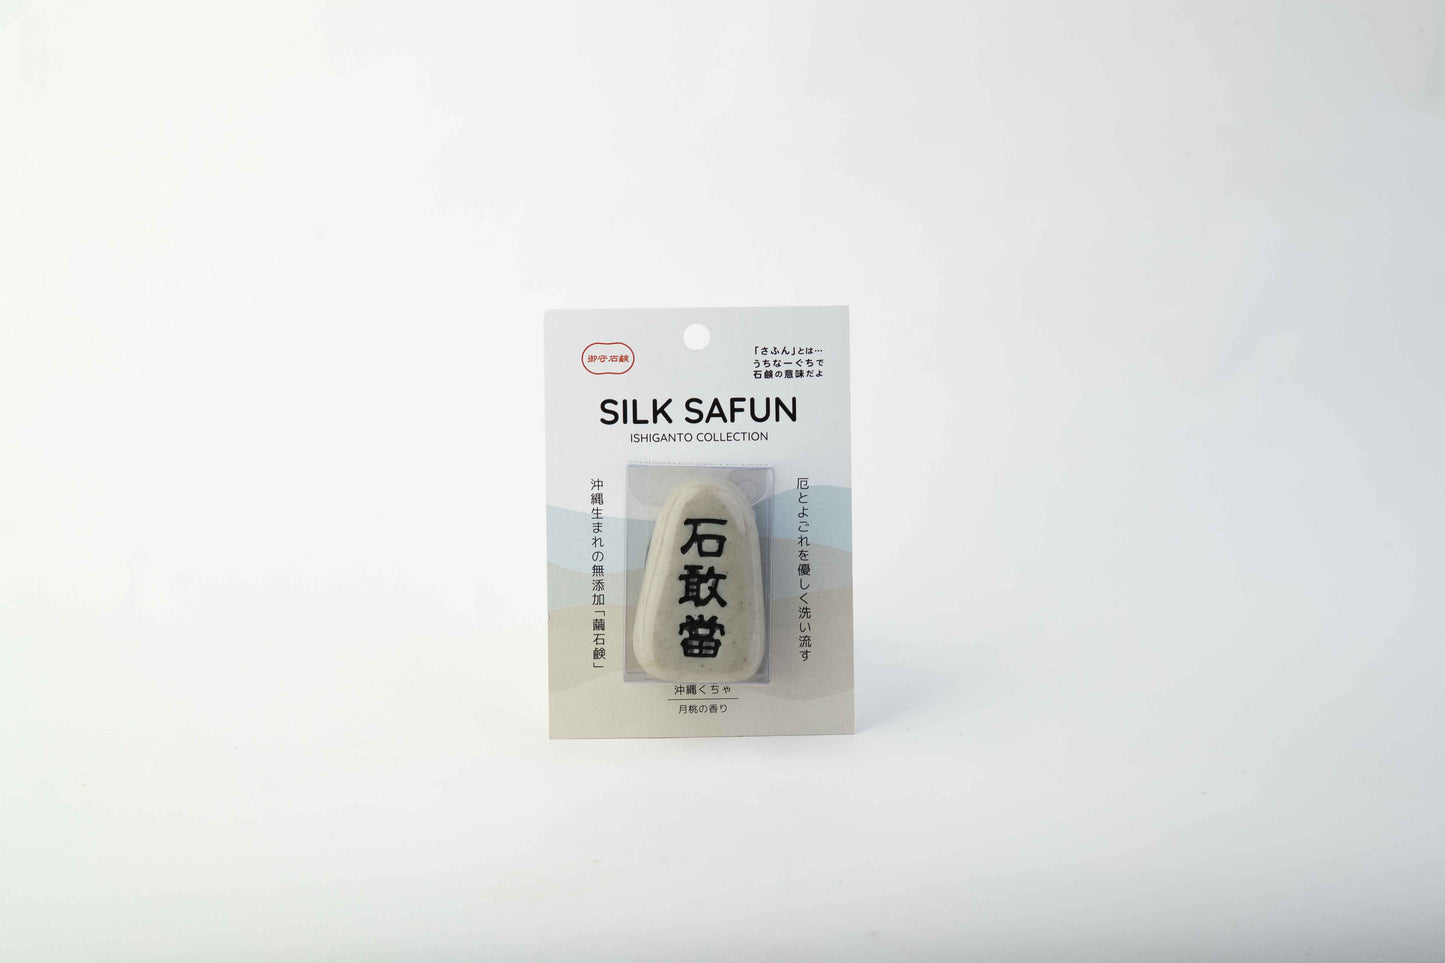 御守石鹸
「さふん」とは…
うちなーぐちで
石鹸の意味だよ
SILK SAFUN
ISHIGANTO COLLECTION
厄とよごれを優しく洗い流す
石敢當
沖縄生まれの無添加「繭石鹸」
沖縄くちゃ
月桃の香り